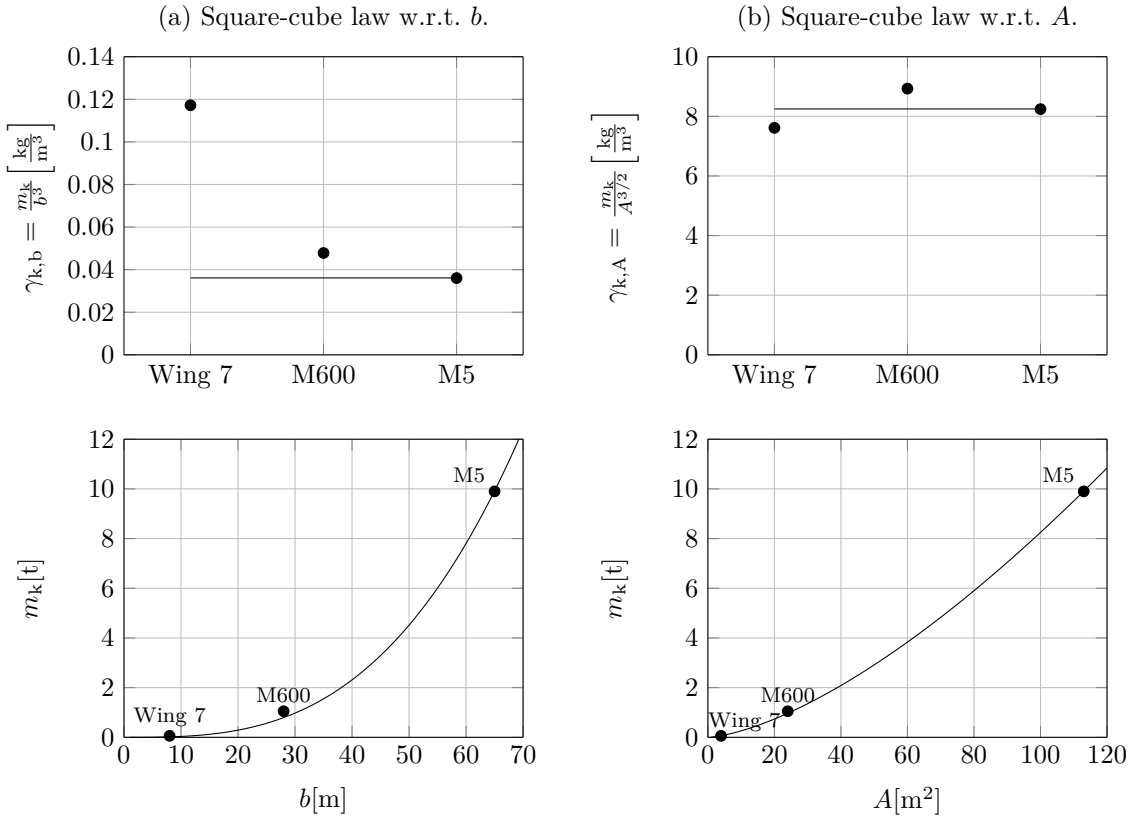 (a) Square-cube law w.r.t. b.
0.14
0.12
0.1
0.08
0.06
0.04
0.02
0
γk,b = mk/b³ [kg/m³]
Wing 7 M600 M5
(b) Square-cube law w.r.t. A.
10
8
6
4
2
0
γk,A = mk/A^3/2 [kg/m³]
Wing 7 M600 M5
12
10
8
6
4
2
0
mk[t]
M5
M600
Wing 7
0 10 20 30 40 50 60 70
b[m]
12
10
8
6
4
2
0
mk[t]
M5
M600
Wing 7
0 20 40 60 80 100 120
A[m²]